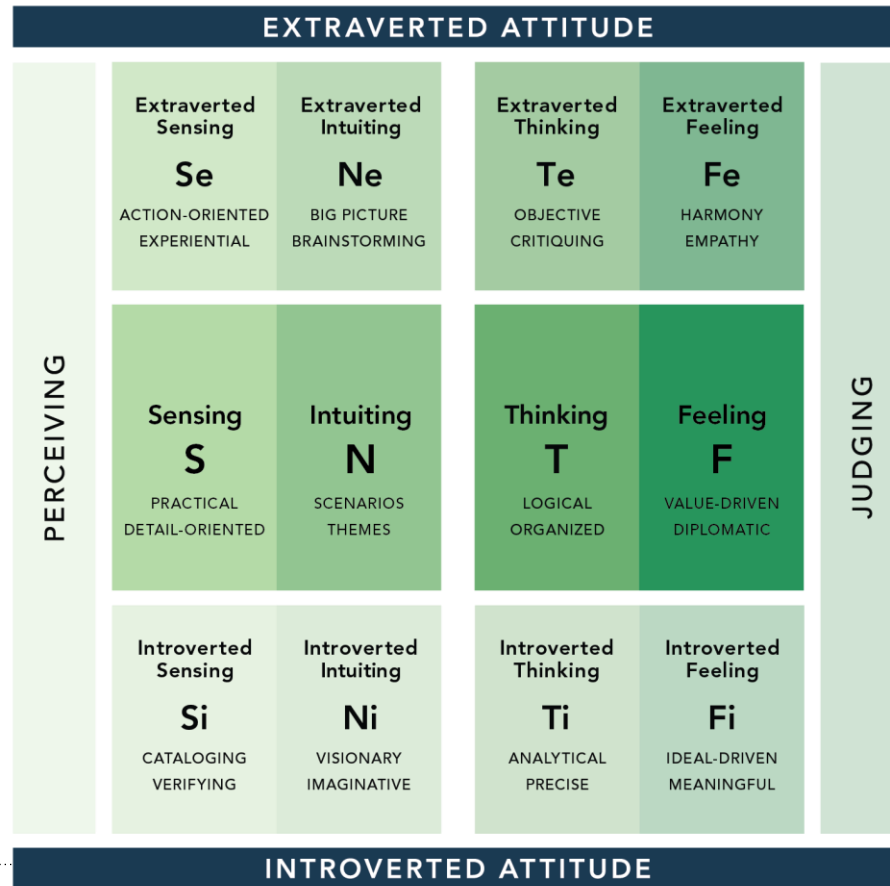 EXTRAVERTED ATTITUDE
PERCEIVING
Extraverted
Sensing
Se
ACTION-ORIENTED
EXPERIENTIAL
Extraverted
Intuiting
Ne
BIG PICTURE
BRAINSTORMING
Extraverted
Thinking
Te
OBJECTIVE
CRITIQUING
Extraverted
Feeling
Fe
HARMONY
EMPATHY
Sensing
S
PRACTICAL
DETAIL-ORIENTED
Intuiting
N
SCENARIOS
THEMES
Thinking
T
LOGICAL
ORGANIZED
Feeling
F
VALUE-DRIVEN
DIPLOMATIC
Introverted
Sensing
Si
CATALOGING
VERIFYING
Introverted
Intuiting
Ni
VISIONARY
IMAGINATIVE
Introverted
Thinking
Ti
ANALYTICAL
PRECISE
Introverted
Feeling
Fi
IDEAL-DRIVEN
MEANINGFUL
JUDGING
INTROVERTED ATTITUDE